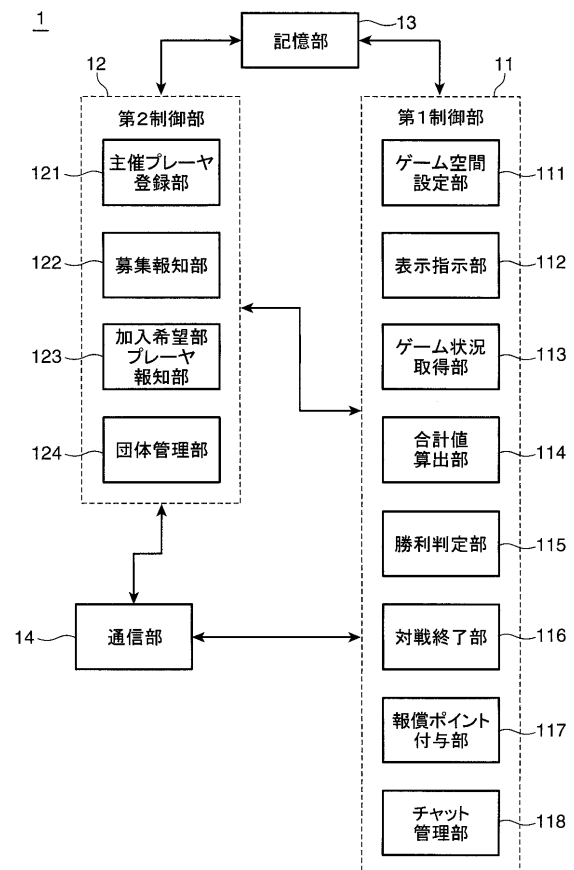 1
13
記憶部
12
第2制御部
121
主催プレーヤ
登録部
122
募集報知部
123
加入希望部
プレーヤ
報知部
124
団体管理部
14
通信部
11
第1制御部
ゲーム空間
設定部
111
表示指示部
112
ゲーム状況
取得部
113
合計値
算出部
114
勝利判定部
115
対戦終了部
116
報償ポイント
付与部
117
チャット
管理部
118